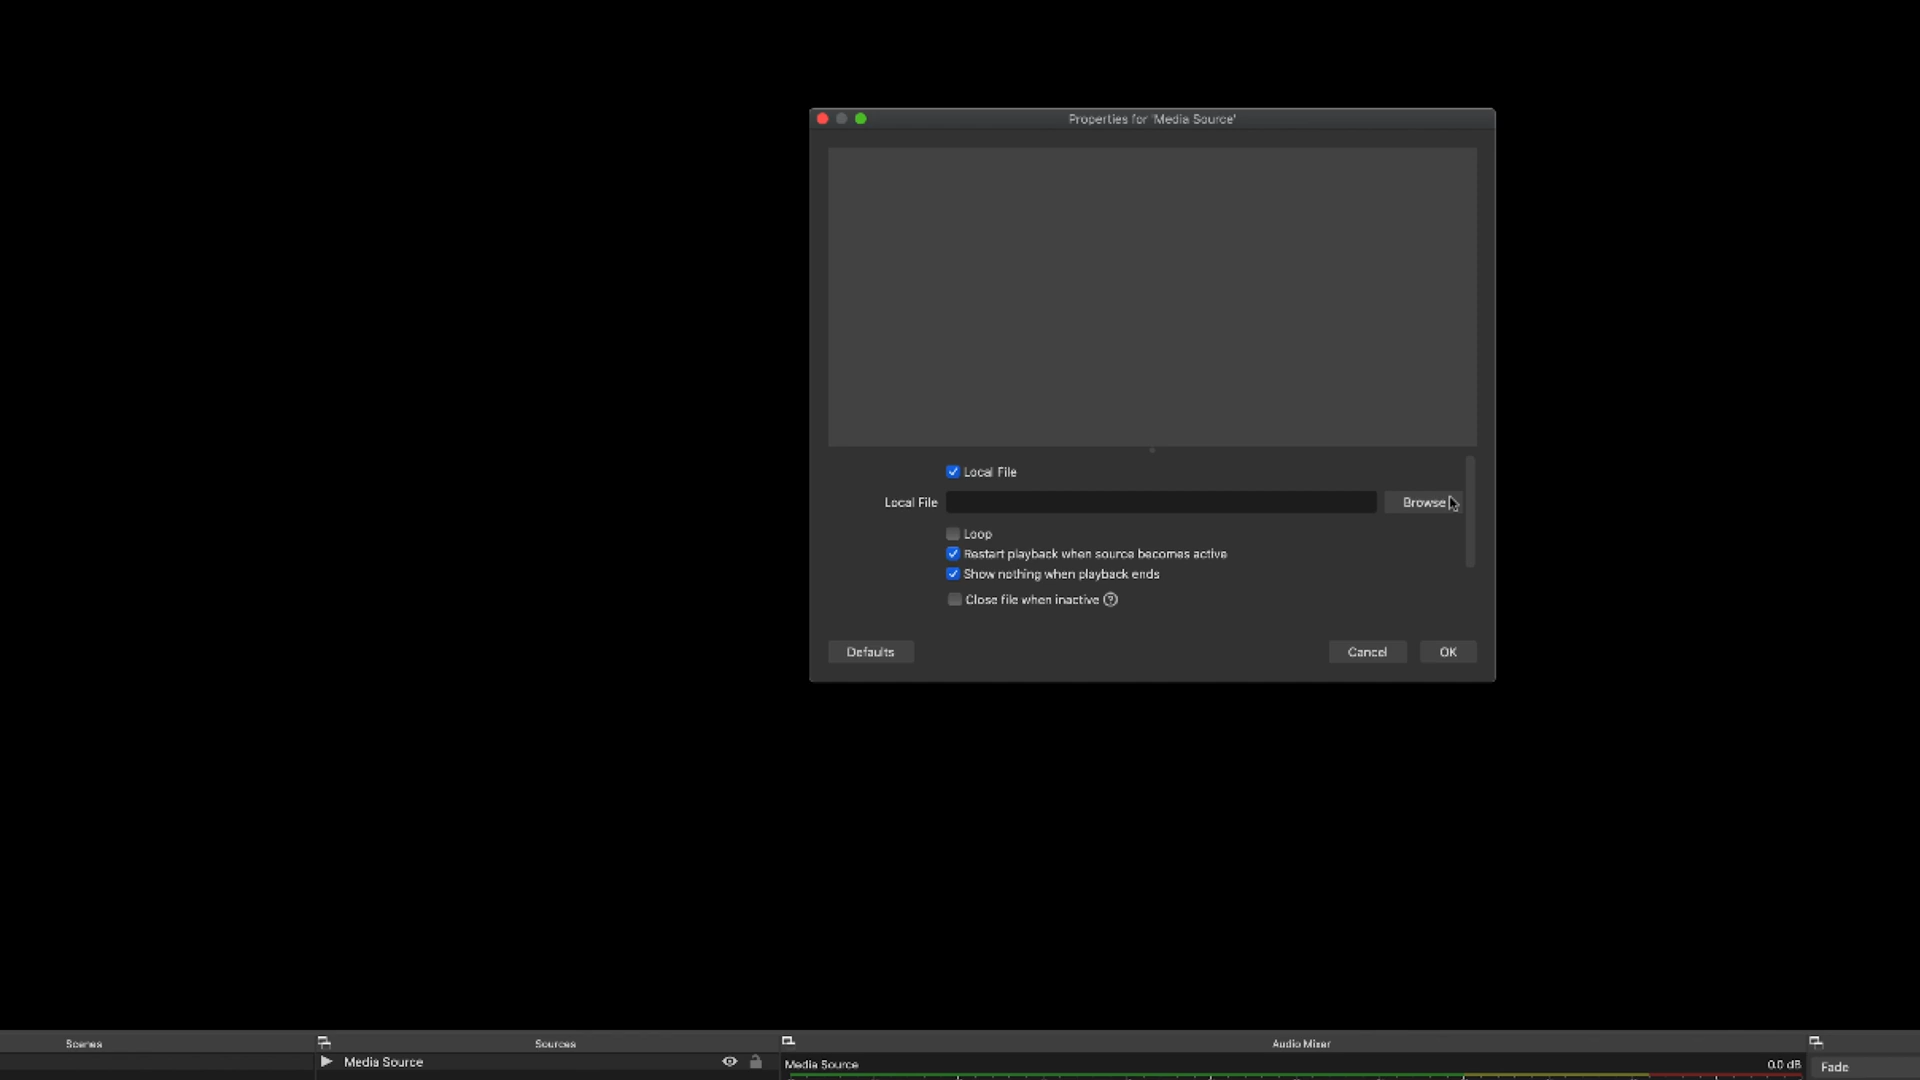 Properties for 'Media Source'
Local File
Local File
Browse
Loop
Restart playback when source becomes active
Show nothing when playback ends
Close file when inactive ?
Defaults
Cancel
OK
Scenes
Sources
Audio Mixer
Media Source
Media Source
0.0 dB
Fade